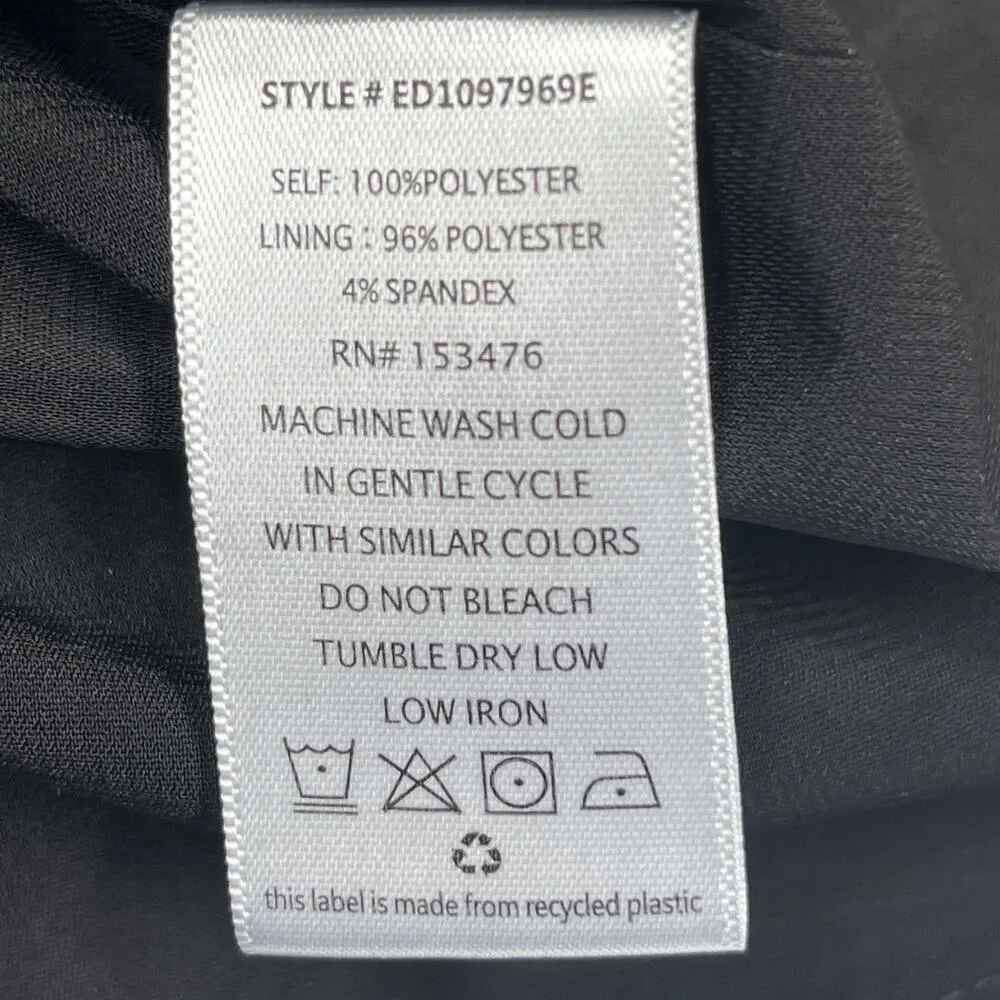 STYLE # ED1097969E
SELF: 100%POLYESTER
LINING : 96% POLYESTER
4% SPANDEX
RN# 153476
MACHINE WASH COLD
IN GENTLE CYCLE
WITH SIMILAR COLORS
DO NOT BLEACH
TUMBLE DRY LOW
LOW IRON
this label is made from recycled plastic